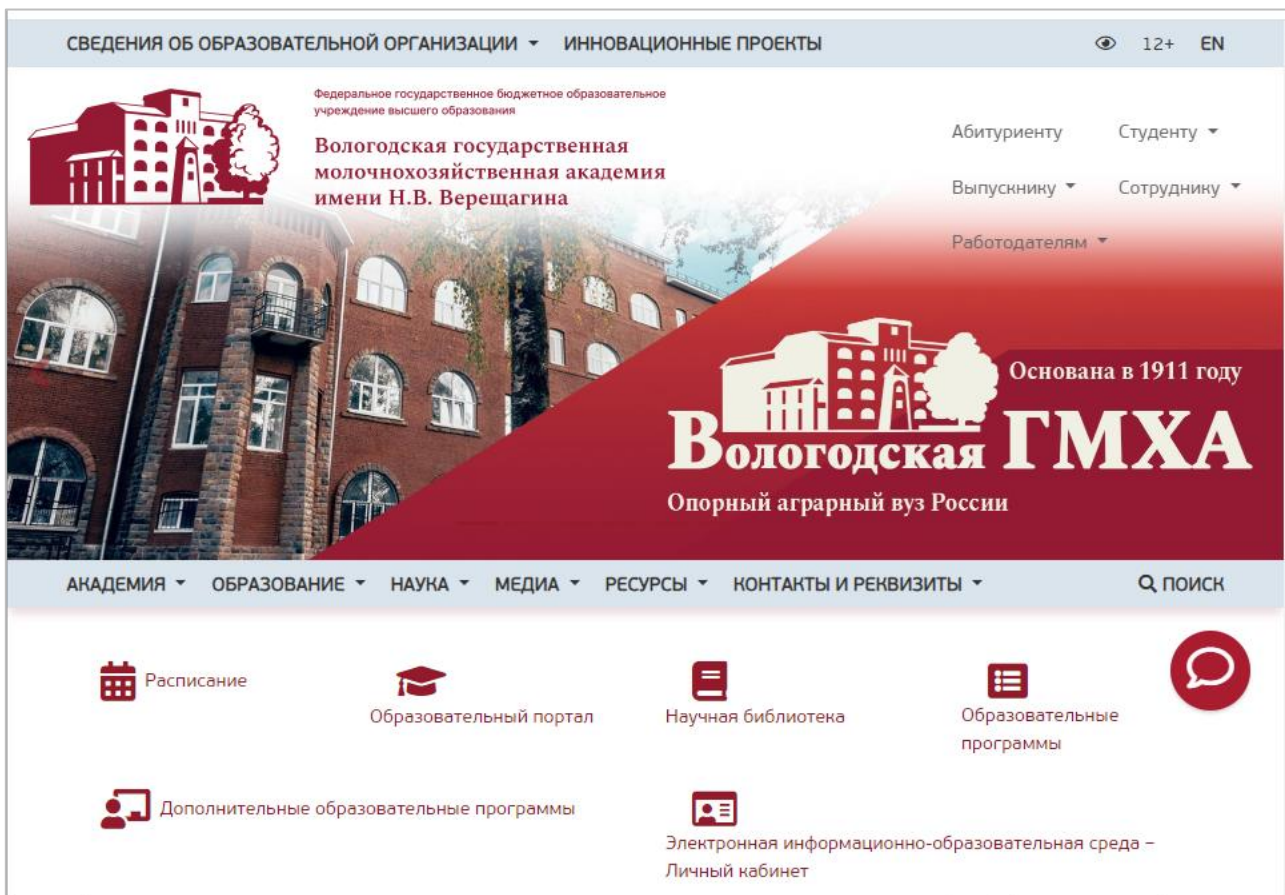 СВЕДЕНИЯ ОБ ОБРАЗОВАТЕЛЬНОЙ ОРГАНИЗАЦИИ ИННОВАЦИОННЫЕ ПРОЕКТЫ 12+ EN
Федеральное государственное бюджетное образовательное
учреждение высшего образования
Вологодская государственная
молочнохозяйственная академия
имени Н.В. Верещагина
Абитуриенту Студенту
Выпускнику Сотруднику
Работодателям
Основана в 1911 году
Вологодская ГМХА
Опорный аграрный вуз России
АКАДЕМИЯ ОБРАЗОВАНИЕ НАУКА МЕДИА РЕСУРСЫ КОНТАКТЫ И РЕКВИЗИТЫ ПОИСК
Расписание
Образовательный портал
Научная библиотека
Образовательные
программы
Дополнительные образовательные программы
Электронная информационно-образовательная среда –
Личный кабинет